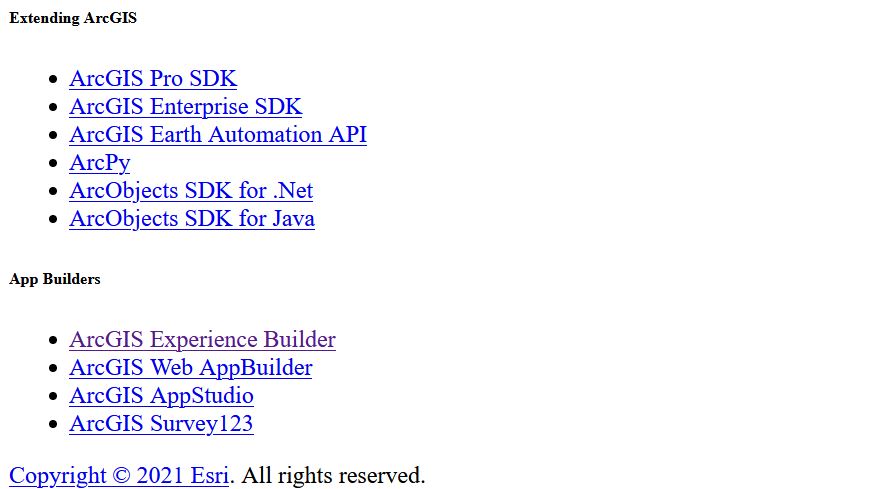 Extending ArcGIS
ArcGIS Pro SDK
ArcGIS Enterprise SDK
ArcGIS Earth Automation API
ArcPy
ArcObjects SDK for .Net
ArcObjects SDK for Java
App Builders
ArcGIS Experience Builder
ArcGIS Web AppBuilder
ArcGIS AppStudio
ArcGIS Survey123
Copyright © 2021 Esri. All rights reserved.